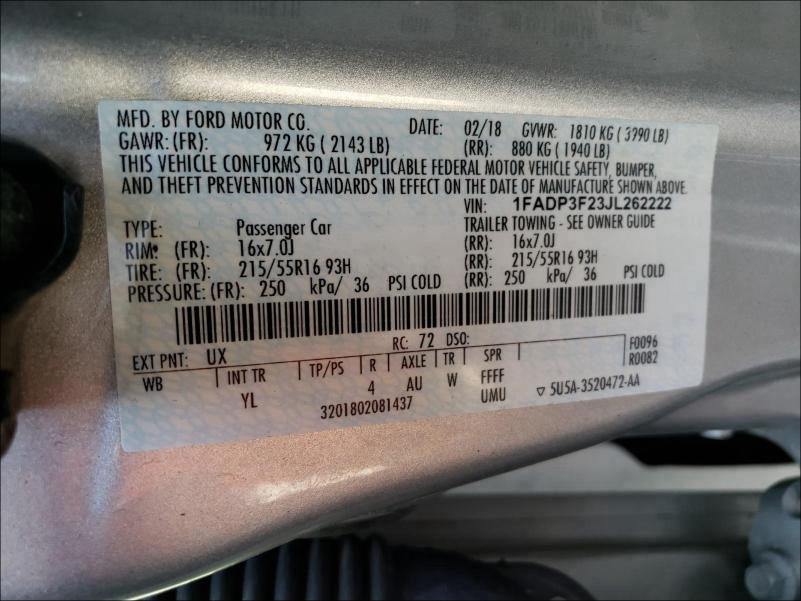 MFD. BY FORD MOTOR CO. DATE: 02/18 GVWR: 1810 KG ( 3990 LB)
GAWR: (FR): 972 KG ( 2143 LB) (RR): 880 KG ( 1940 LB)
THIS VEHICLE CONFORMS TO ALL APPLICABLE FEDERAL MOTOR VEHICLE SAFETY, BUMPER,
AND THEFT PREVENTION STANDARDS IN EFFECT ON THE DATE OF MANUFACTURE SHOWN ABOVE.
VIN: 1FADP3F23JL262222
TYPE: Passenger Car TRAILER TOWING - SEE OWNER GUIDE
RIM: (FR): 16x7.0J (RR): 16x7.0J
TIRE: (FR): 215/55R16 93H (RR): 215/55R16 93H
PRESSURE: (FR): 250 kPa/ 36 PSI COLD (RR): 250 kPa/ 36 PSI COLD
EXT PNT: UX RC: 72 DSO: F0096
R0082
WB INT TR TP/PS R AXLE TR SPR
YL 4 AU W FFFF
UMU
3201802081437 ▽ 5U5A-3520472-AA